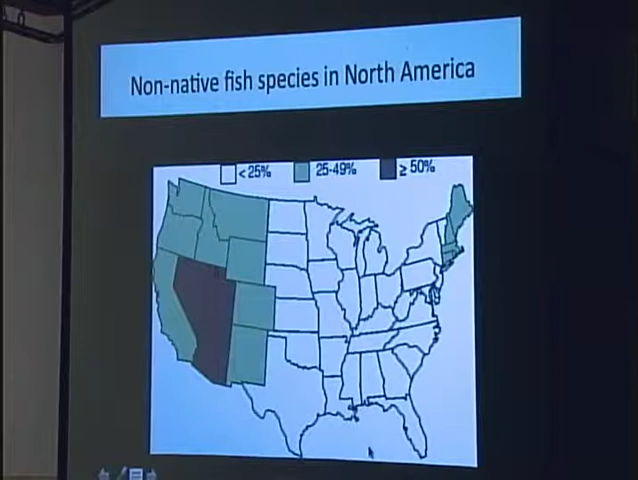 Non-native fish species in North America
< 25% 25-49% ≥ 50%